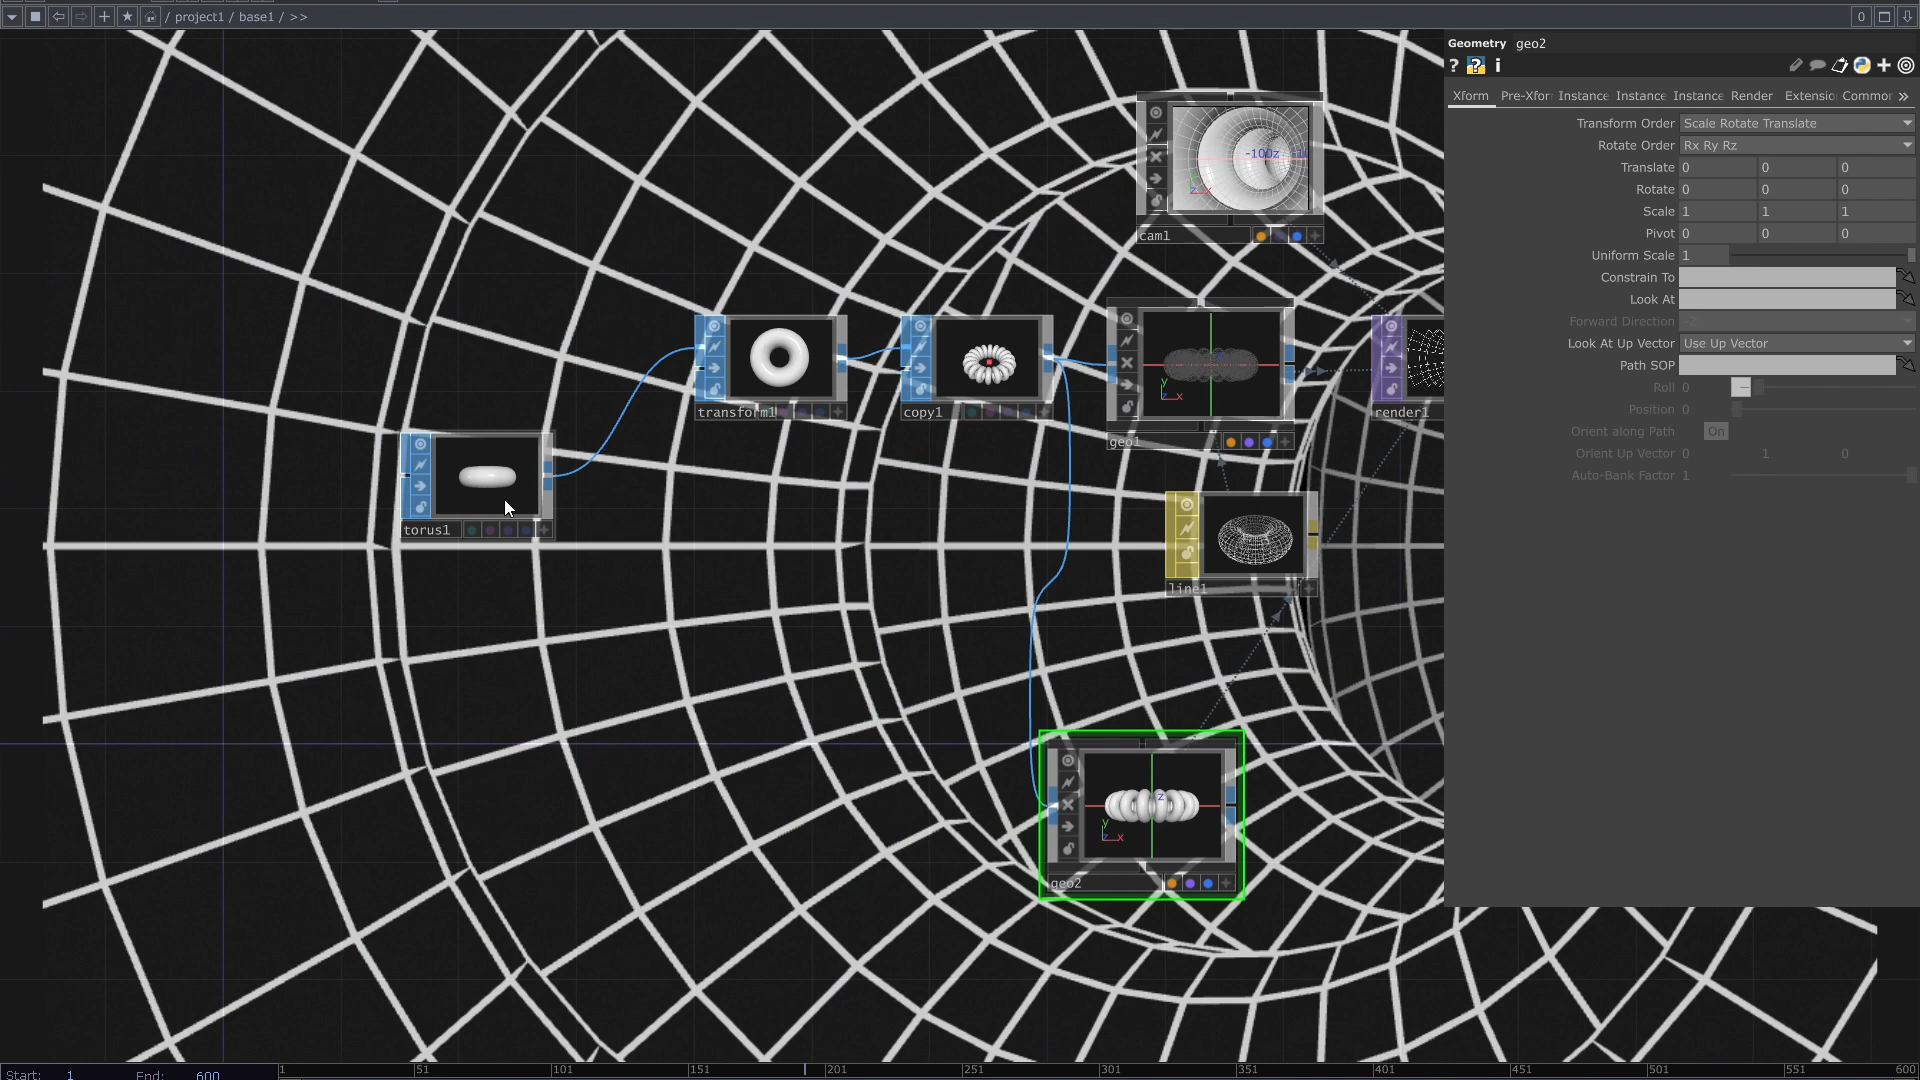 / project1 / base1 / >>
0
Geometry geo2
? ? i
Xform Pre-Xfor Instance Instance Instance Render Extensio Commor »
Transform Order Scale Rotate Translate
Rotate Order Rx Ry Rz
Translate 0 0 0
Rotate 0 0 0
Scale 1 1 1
Pivot 0 0 0
Uniform Scale 1
Constrain To
Look At
Forward Direction -Z
Look At Up Vector Use Up Vector
Path SOP
Roll 0
Position 0
Orient along Path On
Orient Up Vector 0 1 0
Auto-Bank Factor 1
-100z
z x
cam1
transform1
copy1
y
z x
geo1
render1
torus1
line1
z
y
z x
geo2
Start: 1 End: 600
1 51 101 151 201 251 301 351 401 451 501 551 600